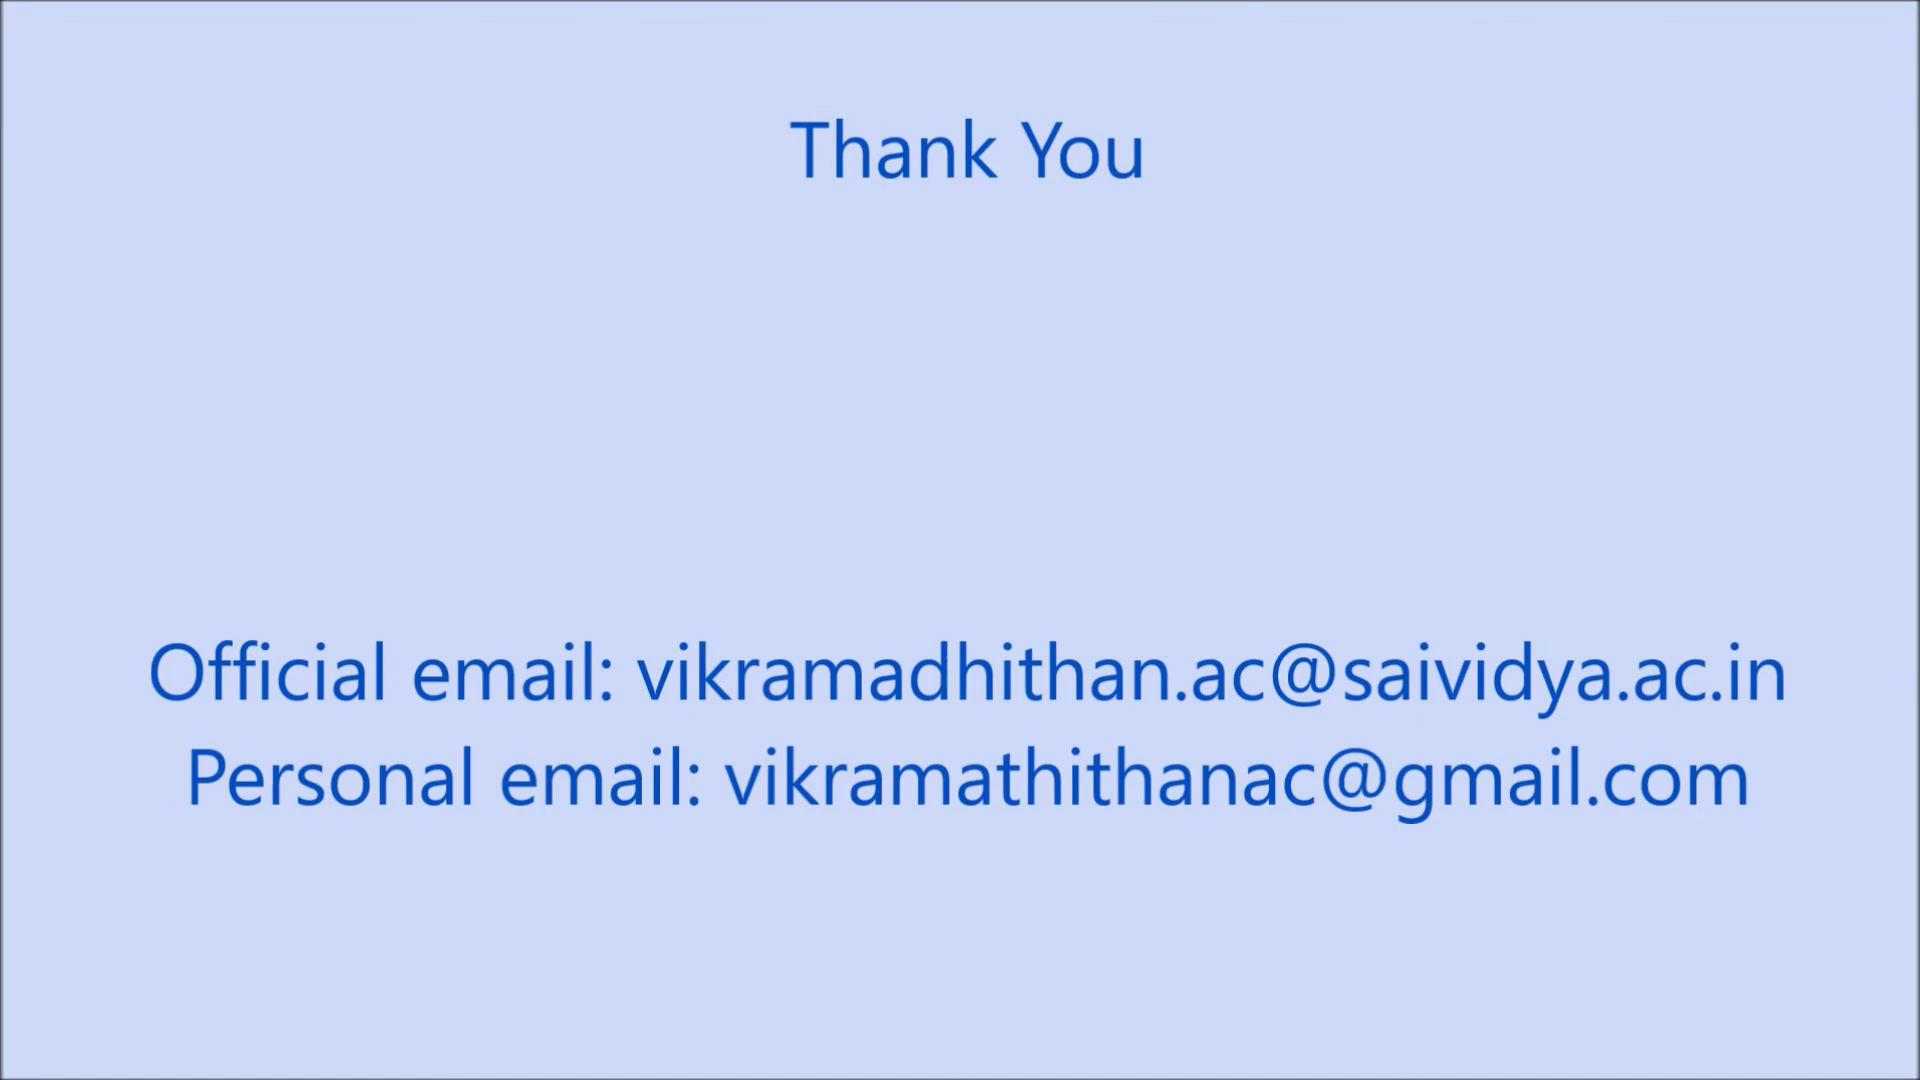 Thank You
Official email: vikramadhithan.ac@saividya.ac.in
Personal email: vikramathithanac@gmail.com